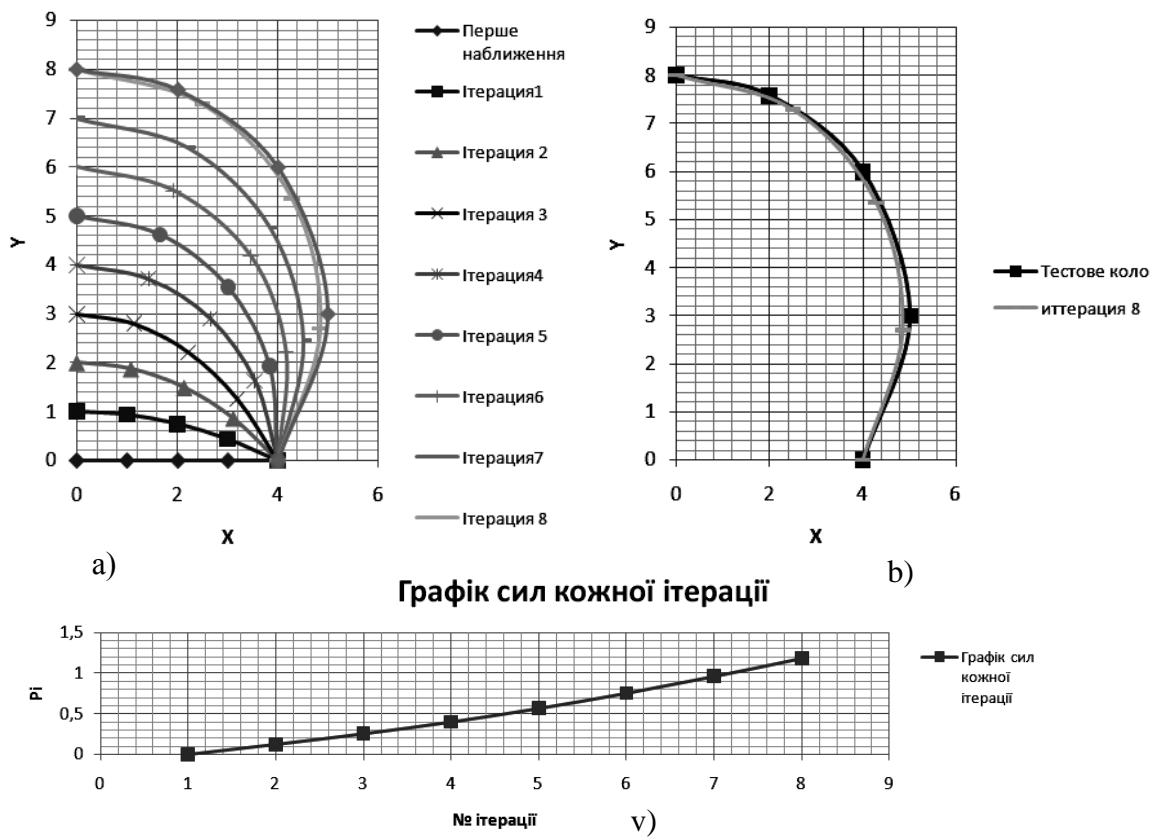 9
8
7
6
5
4
3
2
1
0
Y
0
2
4
6
X
a)
Перше
наближення
Ітерация1
Ітерация 2
Ітерация 3
Ітерация4
Ітерация 5
Ітерация6
Ітерация7
Ітерация 8
9
8
7
6
5
4
3
2
1
0
Y
0
2
4
6
X
b)
Тестове коло
иттерация 8
Графік сил кожної ітерації
1,5
1
0,5
0
Pi
0
1
2
3
4
5
6
7
8
9
№ ітерації
v)
Графік сил
кожної
ітерації